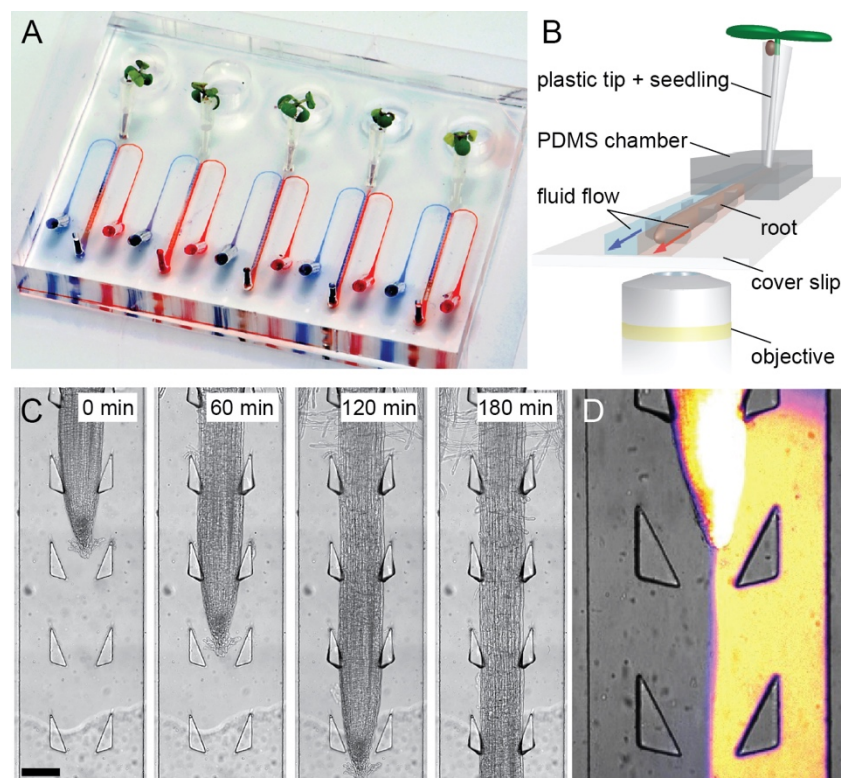 A
B
plastic tip + seedling
PDMS chamber
fluid flow
root
cover slip
objective
C
0 min
60 min
120 min
180 min
D